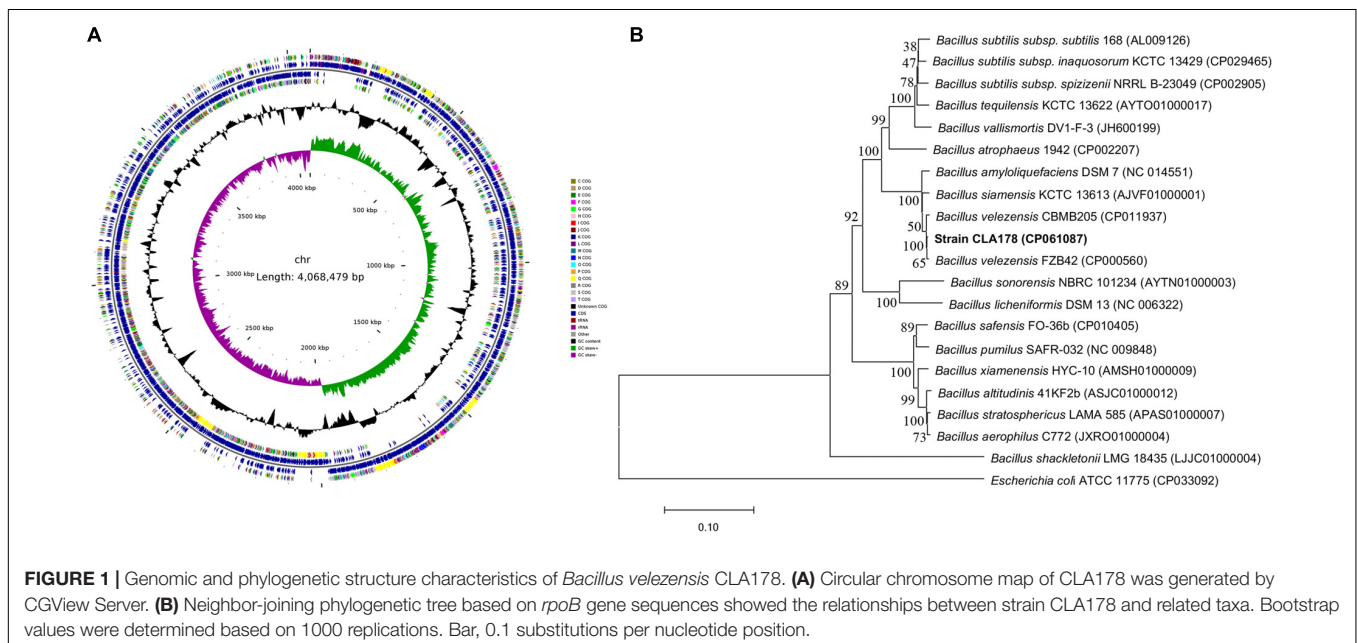 A
4000 kbp
500 kbp
3500 kbp
chr
Length: 4,068,479 bp
3000 kbp
1000 kbp
2500 kbp
1500 kbp
2000 kbp
C COG
D COG
E COG
F COG
G COG
H COG
I COG
J COG
K COG
L COG
M COG
N COG
O COG
P COG
Q COG
R COG
S COG
T COG
Unknown COG
CDS
tRNA
rRNA
Other
GC content
GC skew+
GC skew-
B
Bacillus subtilis subsp. subtilis 168 (AL009126)
38
Bacillus subtilis subsp. inaquosorum KCTC 13429 (CP029465)
47
Bacillus subtilis subsp. spizizenii NRRL B-23049 (CP002905)
78
Bacillus tequilensis KCTC 13622 (AYTO01000017)
100
Bacillus vallismortis DV1-F-3 (JH600199)
99
Bacillus atrophaeus 1942 (CP002207)
100
Bacillus amyloliquefaciens DSM 7 (NC 014551)
Bacillus siamensis KCTC 13613 (AJVF01000001)
100
Bacillus velezensis CBMB205 (CP011937)
92
50
Strain CLA178 (CP061087)
100
Bacillus velezensis FZB42 (CP000560)
65
Bacillus sonorensis NBRC 101234 (AYTN01000003)
89
100
Bacillus licheniformis DSM 13 (NC 006322)
Bacillus safensis FO-36b (CP010405)
89
Bacillus pumilus SAFR-032 (NC 009848)
Bacillus xiamenensis HYC-10 (AMSH01000009)
100
Bacillus altitudinis 41KF2b (ASJC01000012)
99
Bacillus stratosphericus LAMA 585 (APAS01000007)
100
Bacillus aerophilus C772 (JXRO01000004)
73
Bacillus shackletonii LMG 18435 (LJJC01000004)
Escherichia coli ATCC 11775 (CP033092)
0.10
FIGURE 1 | Genomic and phylogenetic structure characteristics of Bacillus velezensis CLA178. (A) Circular chromosome map of CLA178 was generated by
CGView Server. (B) Neighbor-joining phylogenetic tree based on rpoB gene sequences showed the relationships between strain CLA178 and related taxa. Bootstrap
values were determined based on 1000 replications. Bar, 0.1 substitutions per nucleotide position.